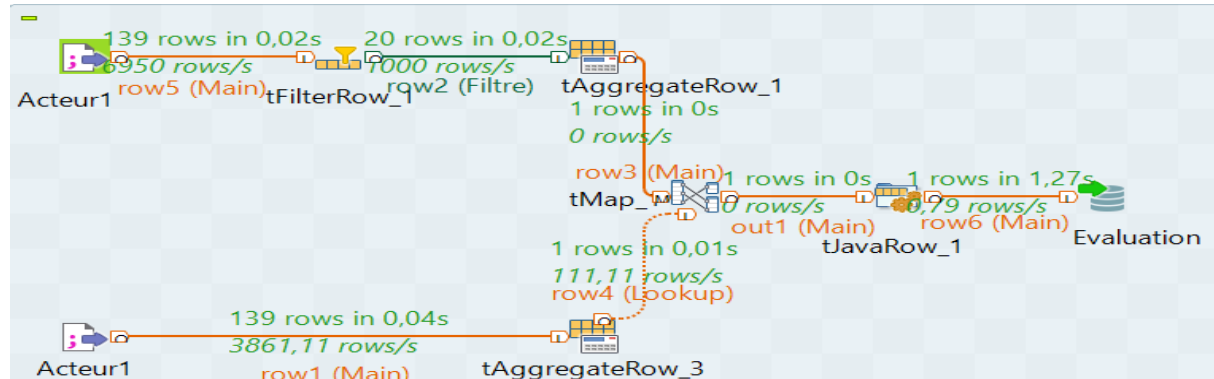 139 rows in 0,02s
6950 rows/s
row5 (Main)
Acteur1
tFilterRow_1
20 rows in 0,02s
1000 rows/s
row2 (Filtre)
tAggregateRow_1
1 rows in 0s
0 rows/s
row3 (Main)
tMap_1
1 rows in 0s
0 rows/s
out1 (Main)
tJavaRow_1
1 rows in 1,27s
0,79 rows/s
row6 (Main)
Evaluation
1 rows in 0,01s
111,11 rows/s
row4 (Lookup)
139 rows in 0,04s
3861,11 rows/s
row1 (Main)
Acteur1
tAggregateRow_3